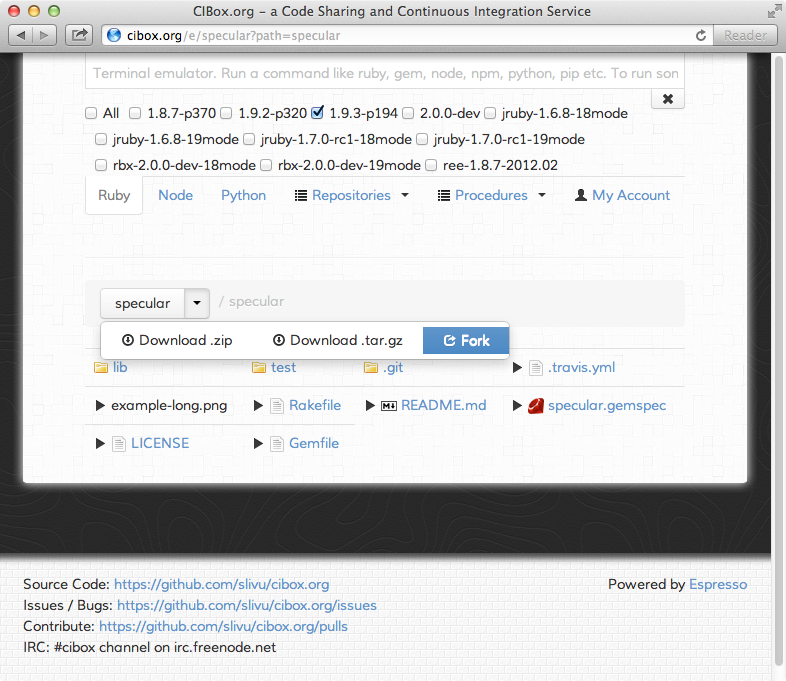 CIBox.org – a Code Sharing and Continuous Integration Service
cibox.org/e/specular?path=specular
Reader
Terminal emulator. Run a command like ruby, gem, node, npm, python, pip etc. To run son
All 1.8.7-p370 1.9.2-p320 1.9.3-p194 2.0.0-dev jruby-1.6.8-18mode
jruby-1.6.8-19mode jruby-1.7.0-rc1-18mode jruby-1.7.0-rc1-19mode
rbx-2.0.0-dev-18mode rbx-2.0.0-dev-19mode ree-1.8.7-2012.02
Ruby Node Python Repositories Procedures My Account
specular / specular
Download .zip Download .tar.gz Fork
lib test .git .travis.yml
example-long.png Rakefile README.md specular.gemspec
LICENSE Gemfile
Source Code: https://github.com/slivu/cibox.org Powered by Espresso
Issues / Bugs: https://github.com/slivu/cibox.org/issues
Contribute: https://github.com/slivu/cibox.org/pulls
IRC: #cibox channel on irc.freenode.net